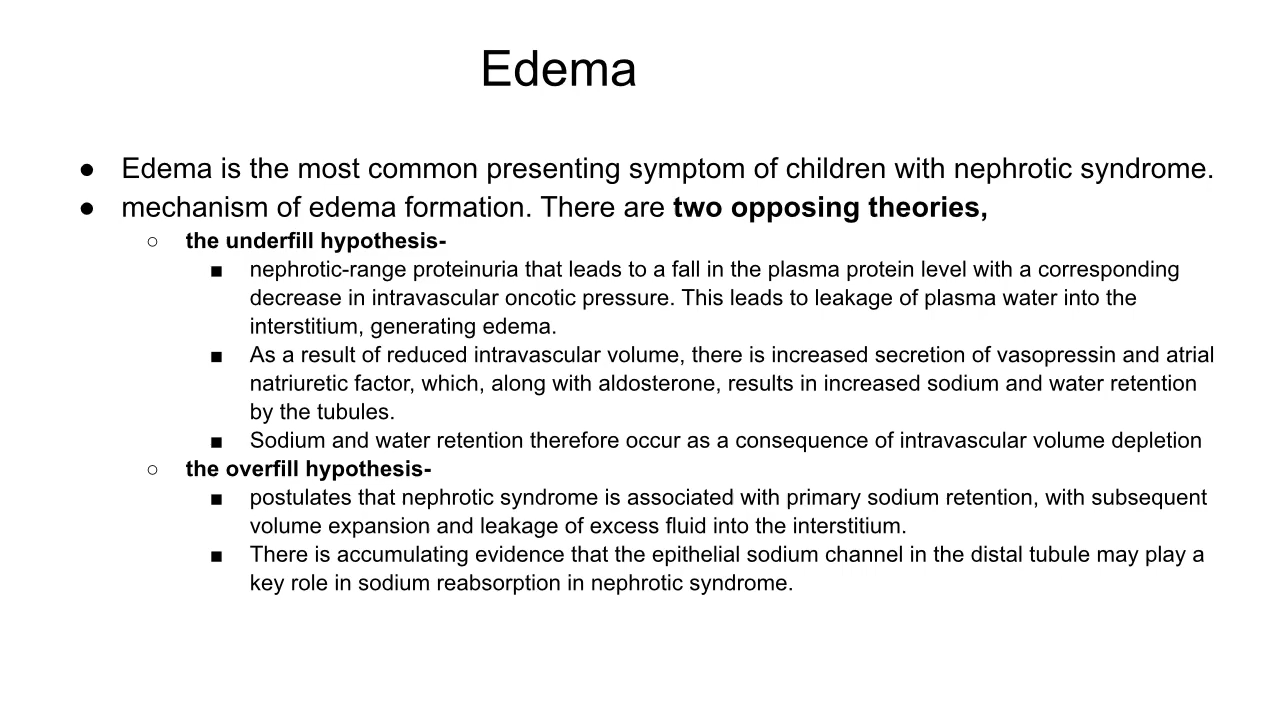 Edema
● Edema is the most common presenting symptom of children with nephrotic syndrome.
● mechanism of edema formation. There are two opposing theories,
○ the underfill hypothesis-
■ nephrotic-range proteinuria that leads to a fall in the plasma protein level with a corresponding
decrease in intravascular oncotic pressure. This leads to leakage of plasma water into the
interstitium, generating edema.
■ As a result of reduced intravascular volume, there is increased secretion of vasopressin and atrial
natriuretic factor, which, along with aldosterone, results in increased sodium and water retention
by the tubules.
■ Sodium and water retention therefore occur as a consequence of intravascular volume depletion
○ the overfill hypothesis-
■ postulates that nephrotic syndrome is associated with primary sodium retention, with subsequent
volume expansion and leakage of excess fluid into the interstitium.
■ There is accumulating evidence that the epithelial sodium channel in the distal tubule may play a
key role in sodium reabsorption in nephrotic syndrome.